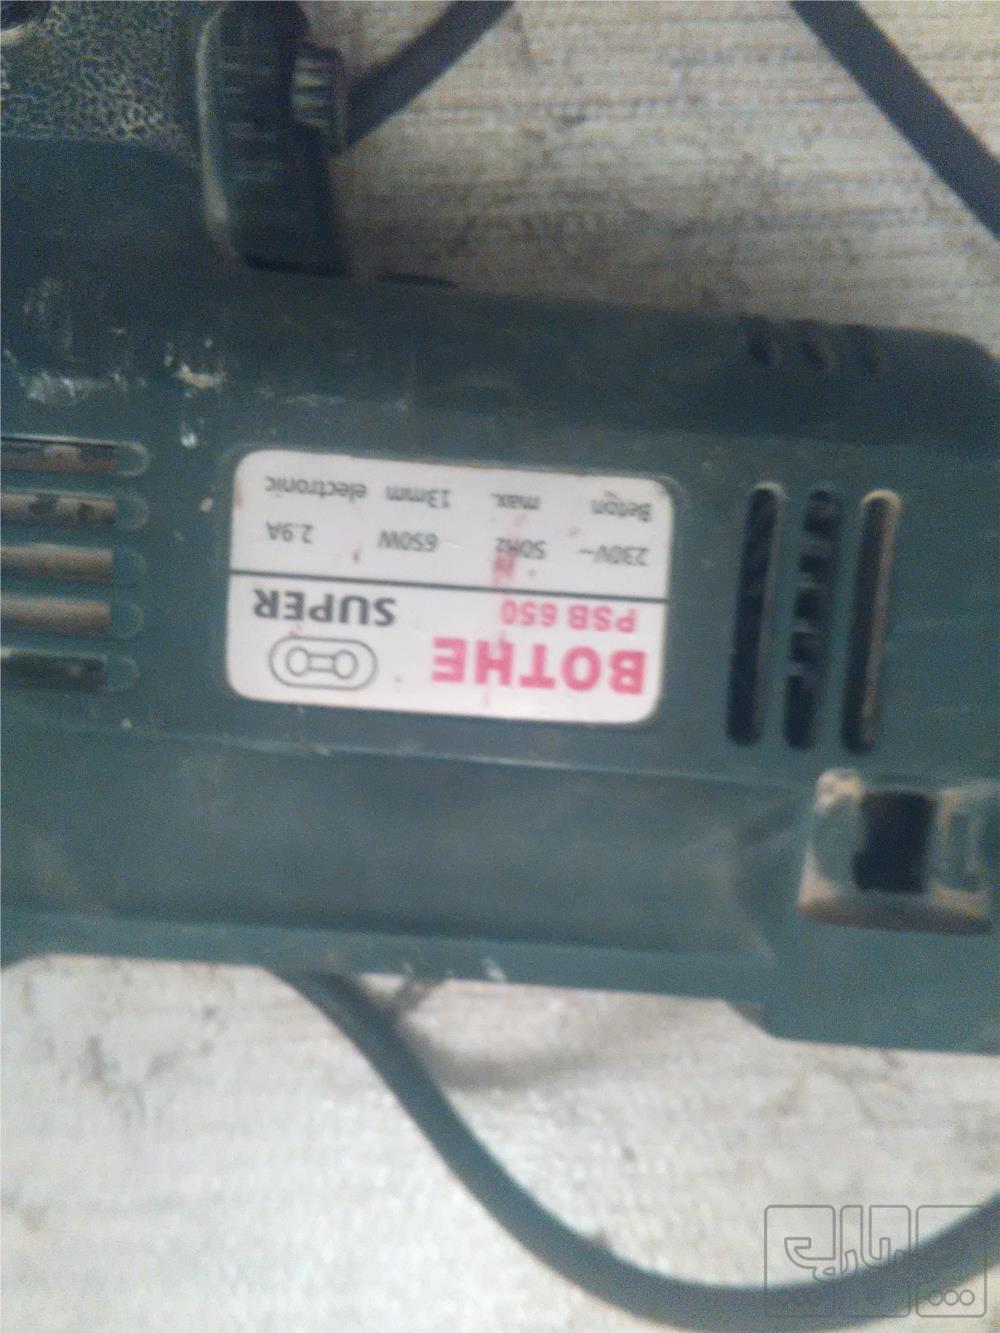 BOTHE
PSB 650 SUPER
230V~ 50Hz 650W 2.9A
Beton max. 13mm electronic